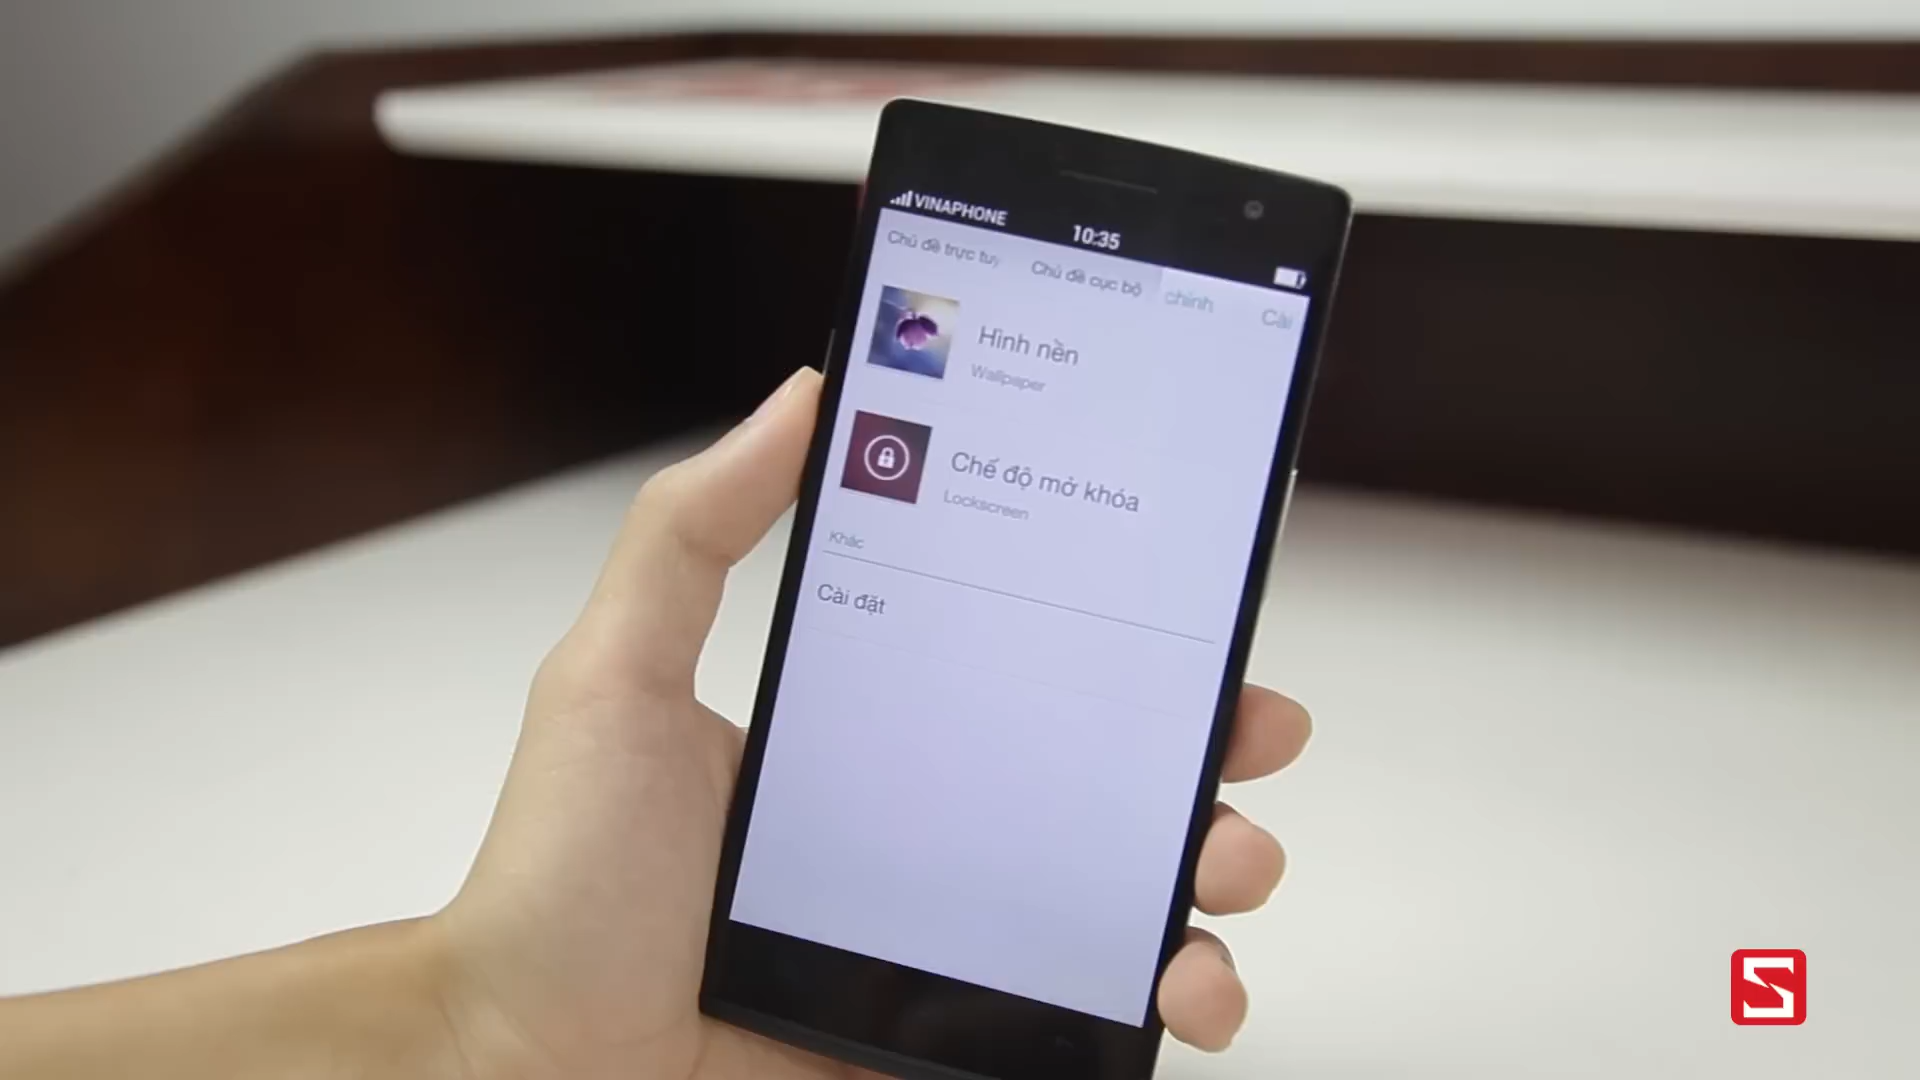 VINAPHONE
10:35
Chủ đề trực tuy
Chủ đề cục bộ
chính
Cài
Hình nền
Wallpaper
Chế độ mở khóa
Lockscreen
Khác
Cài đặt